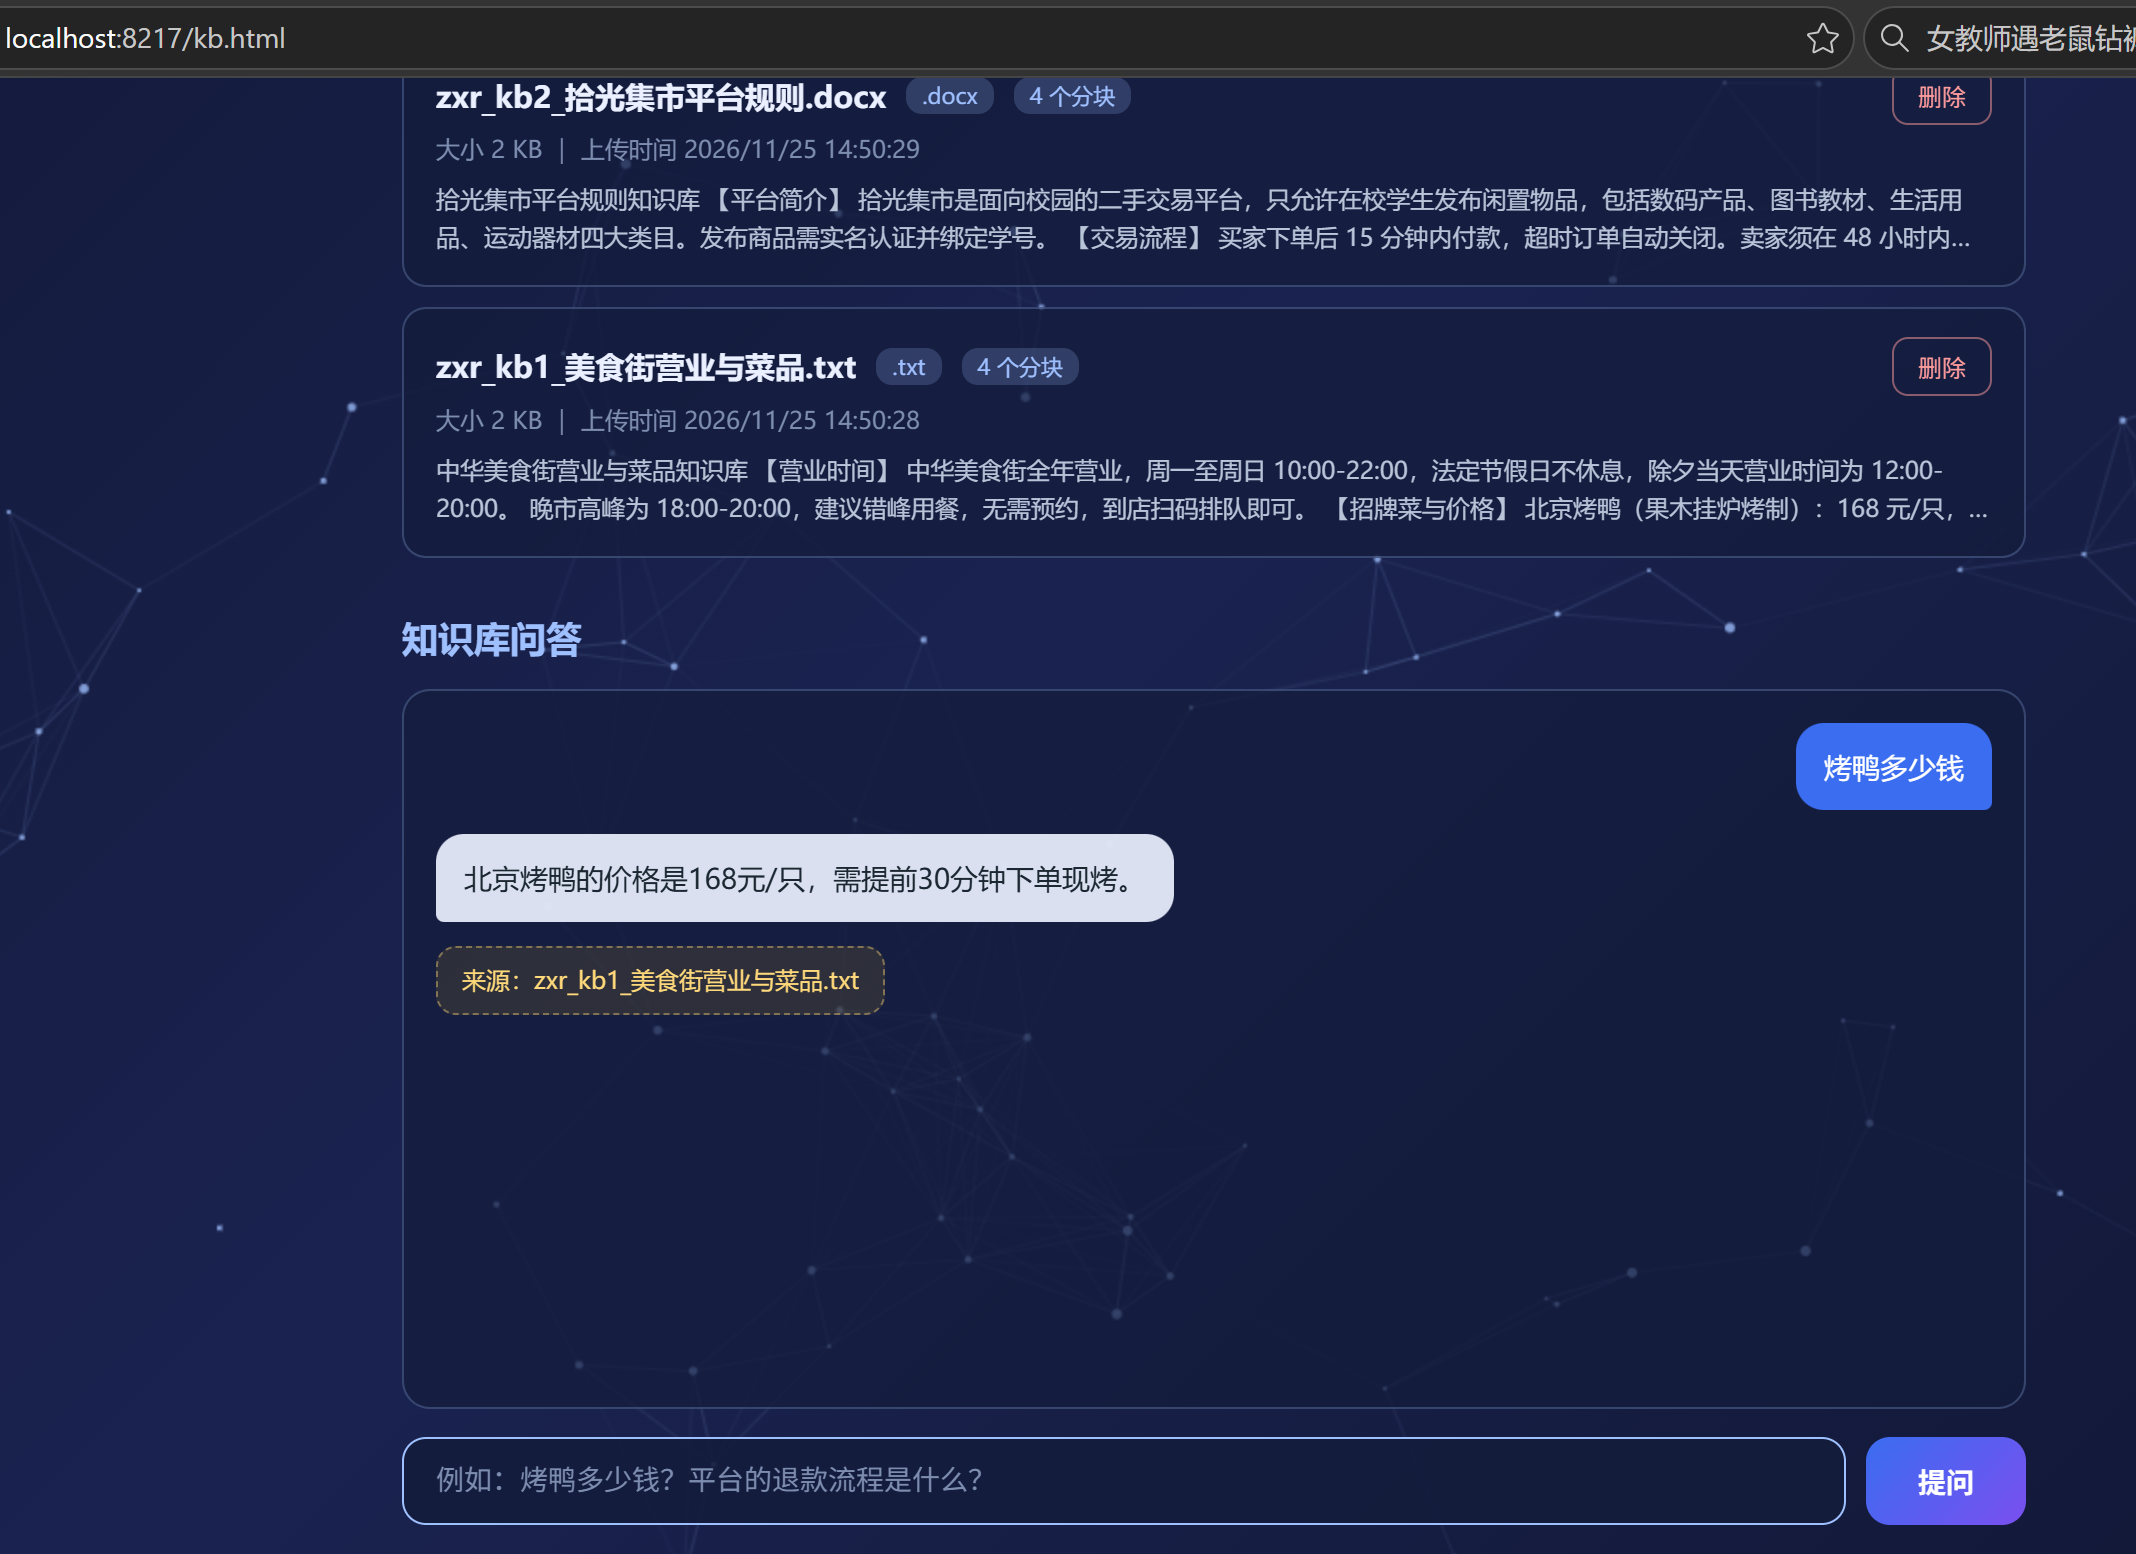 localhost:8217/kb.html
女教师遇老鼠钻
zxr_kb2_拾光集市平台规则.docx .docx 4 个分块 删除
大小 2 KB | 上传时间 2026/11/25 14:50:29
拾光集市平台规则知识库 【平台简介】 拾光集市是面向校园的二手交易平台，只允许在校学生发布闲置物品，包括数码产品、图书教材、生活用
品、运动器材四大类目。发布商品需实名认证并绑定学号。 【交易流程】 买家下单后 15 分钟内付款，超时订单自动关闭。卖家须在 48 小时内...
zxr_kb1_美食街营业与菜品.txt .txt 4 个分块 删除
大小 2 KB | 上传时间 2026/11/25 14:50:28
中华美食街营业与菜品知识库 【营业时间】 中华美食街全年营业，周一至周日 10:00-22:00，法定节假日不休息，除夕当天营业时间为 12:00-
20:00。 晚市高峰为 18:00-20:00，建议错峰用餐，无需预约，到店扫码排队即可。 【招牌菜与价格】 北京烤鸭（果木挂炉烤制）：168 元/只，...
知识库问答
烤鸭多少钱
北京烤鸭的价格是168元/只，需提前30分钟下单现烤。
来源：zxr_kb1_美食街营业与菜品.txt
例如：烤鸭多少钱？平台的退款流程是什么？
提问